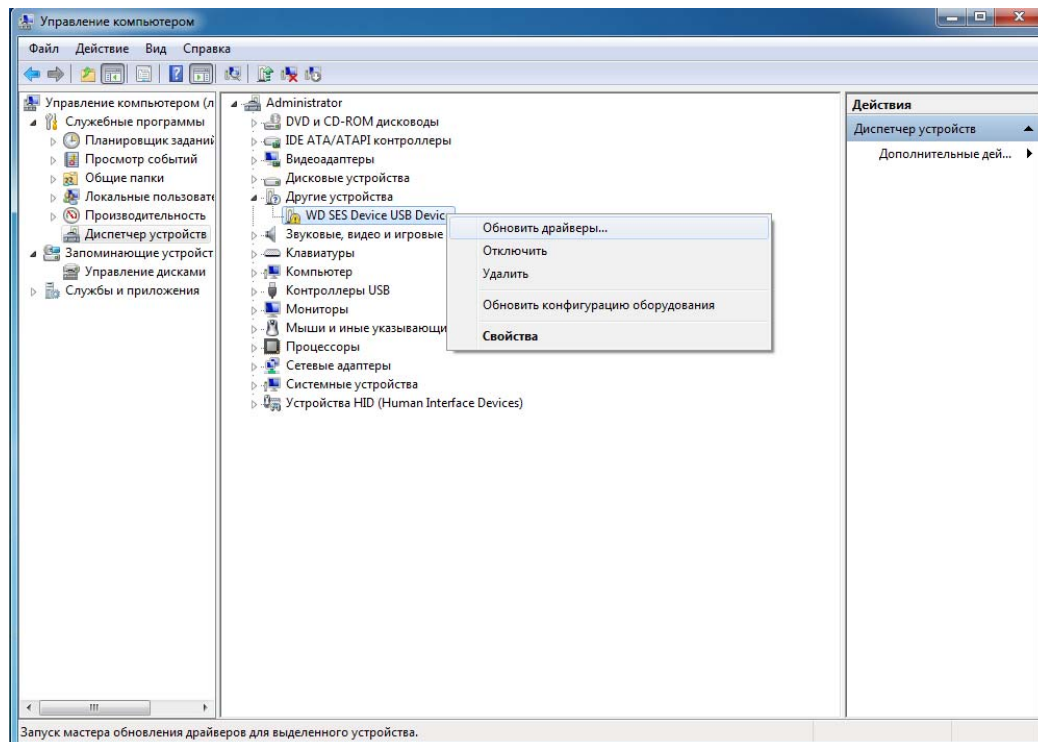 Управление компьютером
Файл Действие Вид Справка
Управление компьютером (л
Служебные программы
Планировщик заданий
Просмотр событий
Общие папки
Локальные пользовате
Производительность
Диспетчер устройств
Запоминающие устройст
Управление дисками
Службы и приложения
Administrator
DVD и CD-ROM дисководы
IDE ATA/ATAPI контроллеры
Видеоадаптеры
Дисковые устройства
Другие устройства
WD SES Device USB Devic
Звуковые, видео и игровые
Клавиатуры
Компьютер
Контроллеры USB
Мониторы
Мыши и иные указывающи
Процессоры
Сетевые адаптеры
Системные устройства
Устройства HID (Human Interface Devices)
Обновить драйверы...
Отключить
Удалить
Обновить конфигурацию оборудования
Свойства
Действия
Диспетчер устройств
Дополнительные дей...
Запуск мастера обновления драйверов для выделенного устройства.